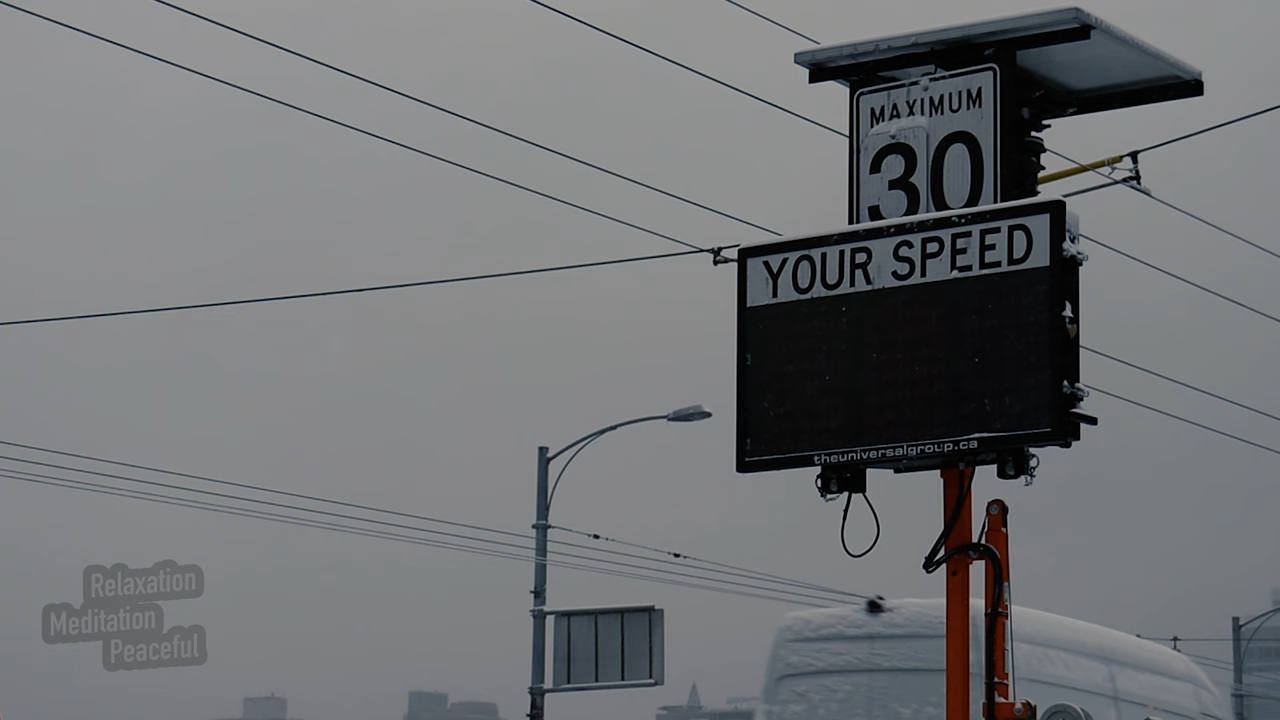 MAXIMUM
30
YOUR SPEED
theuniversalgroup.ca
Relaxation
Meditation
Peaceful